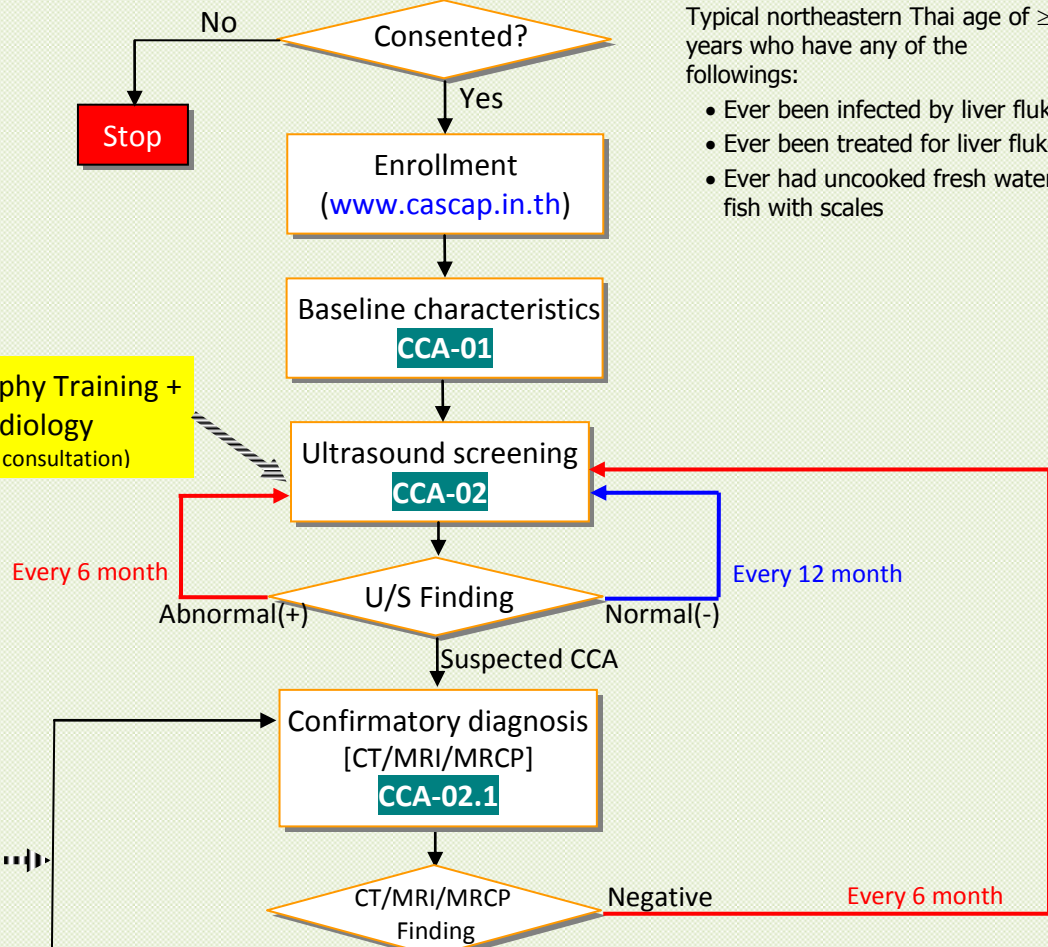 No
Consented?
Typical northeastern Thai age of ≥
years who have any of the
followings:
• Ever been infected by liver
• Ever been treated for liver
• Ever had uncooked fresh water
fish with scales
Stop
Yes
Enrollment
(www.cascap.in.th)
Baseline characteristics
CCA-01
Training +
consultation)
Ultrasound screening
CCA-02
Every 6 month
Abnormal(+)
U/S Finding
Every 12 month
Normal(-)
Suspected CCA
Confirmatory diagnosis
[CT/MRI/MRCP]
CCA-02.1
CT/MRI/MRCP
Finding
Negative
Every 6 month